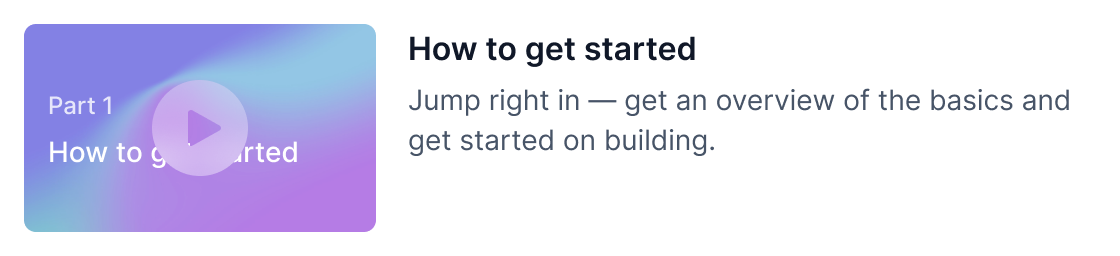 Part 1
How to g rted
How to get started
Jump right in — get an overview of the basics and
get started on building.